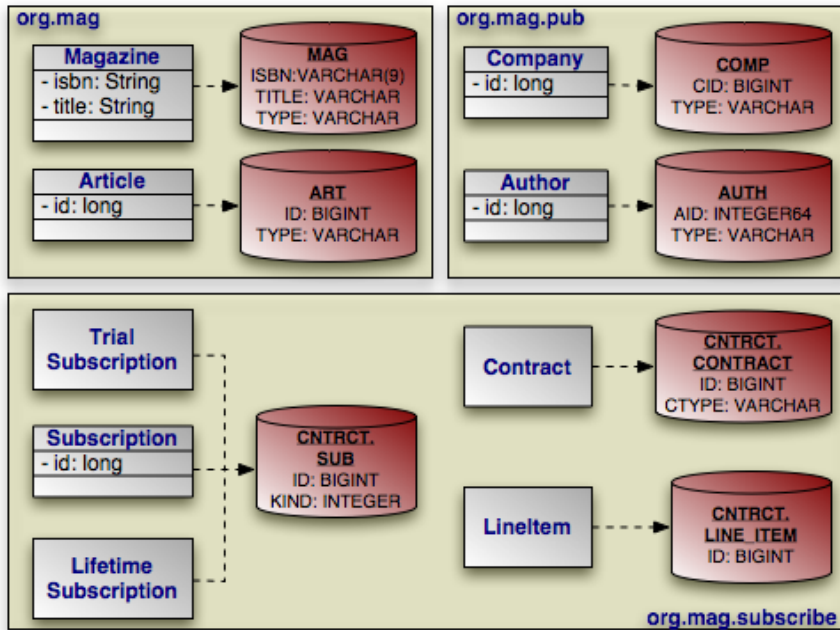 org.mag
Magazine
- isbn: String
- title: String
MAG
ISBN:VARCHAR(9)
TITLE: VARCHAR
TYPE: VARCHAR
Article
- id: long
ART
ID: BIGINT
TYPE: VARCHAR
org.mag.pub
Company
- id: long
COMP
CID: BIGINT
TYPE: VARCHAR
Author
- id: long
AUTH
AID: INTEGER64
TYPE: VARCHAR
Trial
Subscription
Subscription
- id: long
Lifetime
Subscription
CNTRCT.
SUB
ID: BIGINT
KIND: INTEGER
Contract
CNTRCT.
CONTRACT
ID: BIGINT
CTYPE: VARCHAR
LineItem
CNTRCT.
LINE_ITEM
ID: BIGINT
org.mag.subscribe